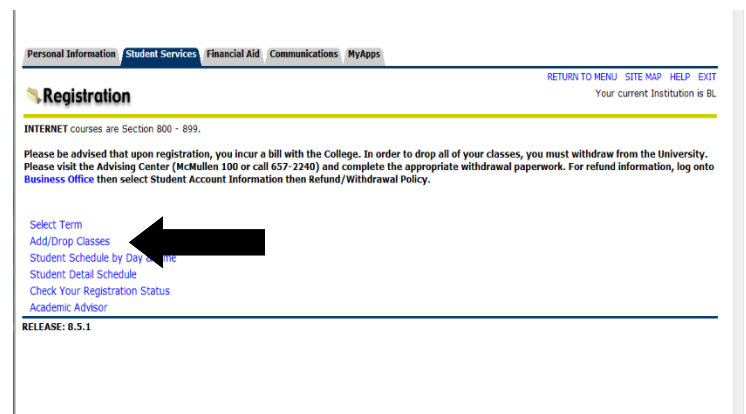 Personal Information Student Services Financial Aid Communications MyApps
RETURN TO MENU SITE MAP HELP EXIT
Registration
Your current Institution is BL
INTERNET courses are Section 800 - 899.
Please be advised that upon registration, you incur a bill with the College. In order to drop all of your classes, you must withdraw from the University.
Please visit the Advising Center (McMullen 100 or call 657-2240) and complete the appropriate withdrawal paperwork. For refund information, log onto
Business Office then select Student Account Information then Refund/Withdrawal Policy.
Select Term
Add/Drop Classes
Student Schedule by Day
Student Detail Schedule
Check Your Registration Status
Academic Advisor
RELEASE: 8.5.1